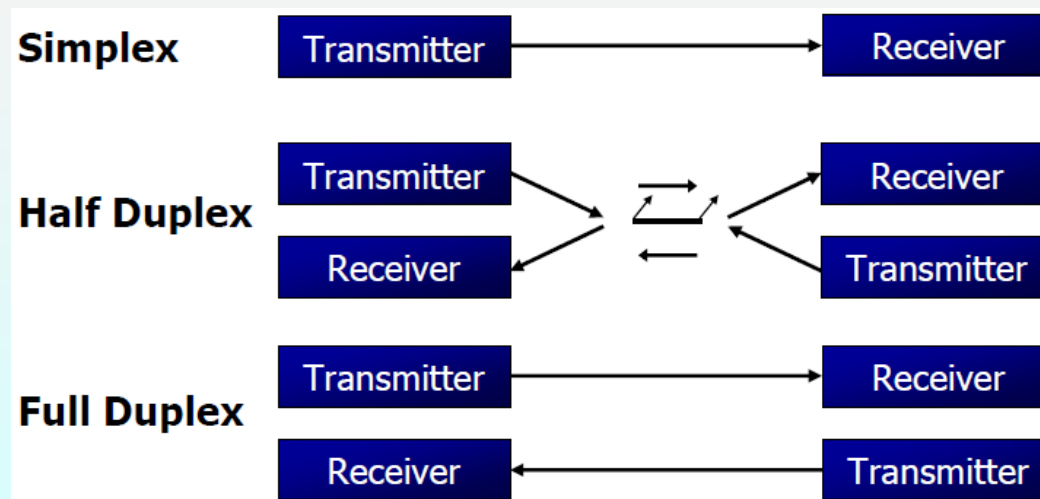 Simplex Transmitter Receiver
Transmitter Receiver
Half Duplex
Receiver Transmitter
Transmitter Receiver
Full Duplex
Receiver Transmitter